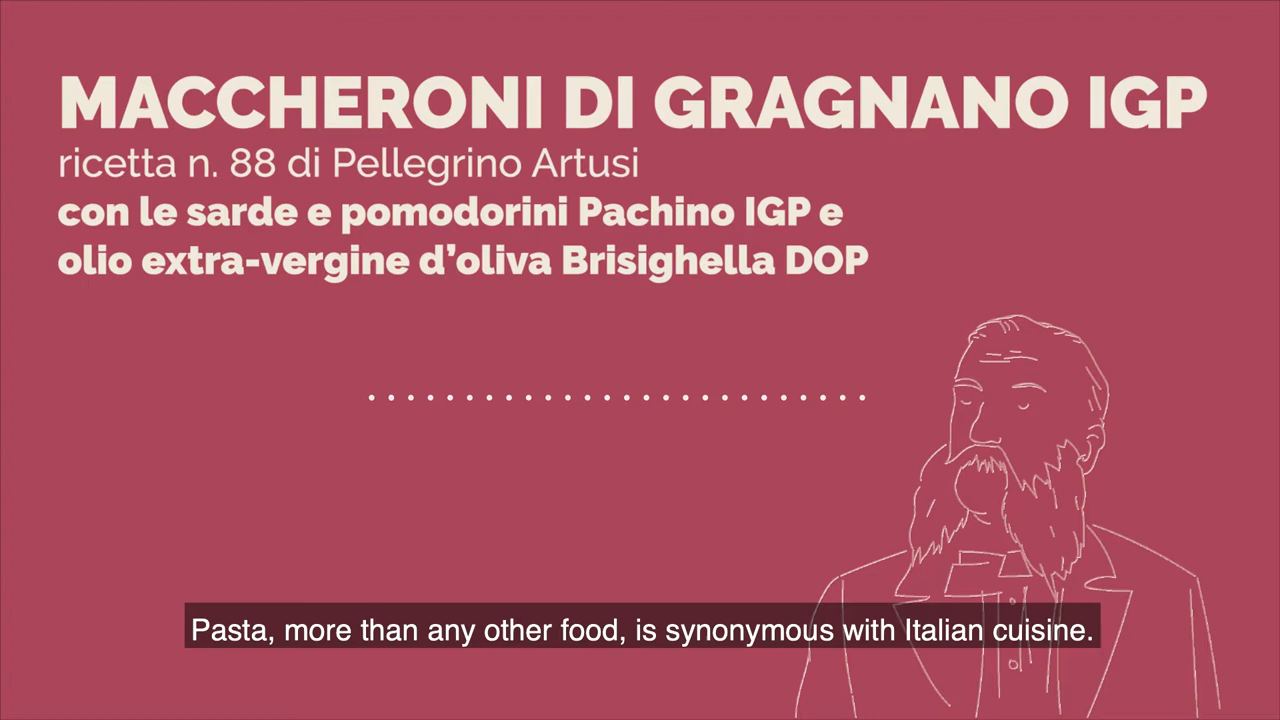 MACCHERONI DI GRAGNANO IGP
ricetta n. 88 di Pellegrino Artusi
con le sarde e pomodorini Pachino IGP e
olio extra-vergine d’oliva Brisighella DOP
Pasta, more than any other food, is synonymous with Italian cuisine.